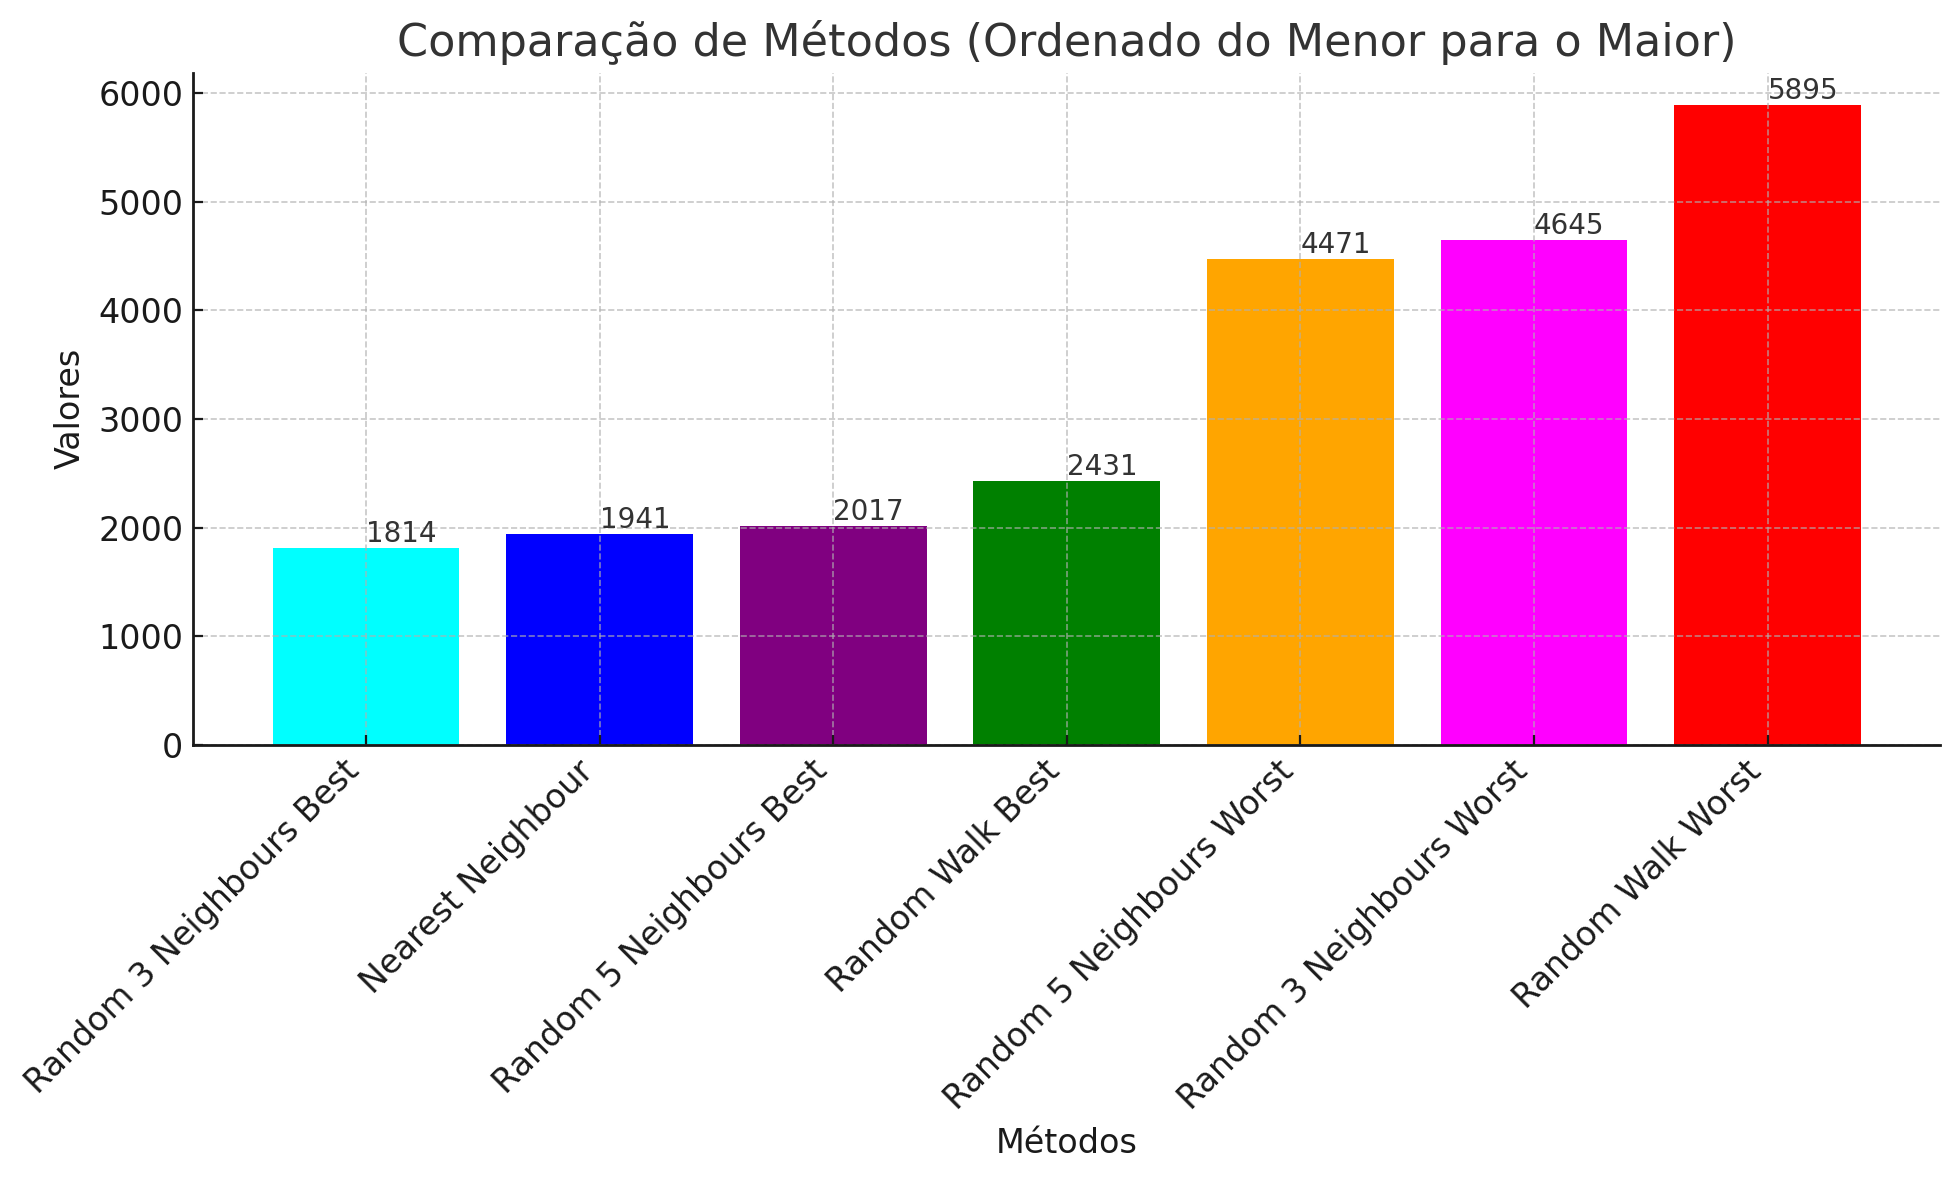 Comparação de Métodos (Ordenado do Menor para o Maior)
6000
5000
4000
3000
2000
1000
0
Valores
1814
1941
2017
2431
4471
4645
5895
Random 3 Neighbours Best
Nearest Neighbour
Random 5 Neighbours Best
Random Walk Best
Random 5 Neighbours Worst
Random 3 Neighbours Worst
Random Walk Worst
Métodos